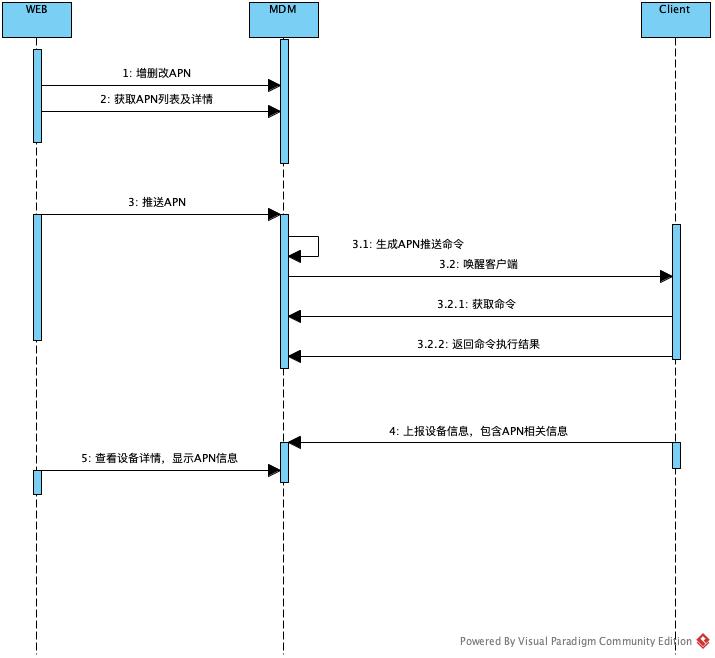 WEB
MDM
Client
1: 增删改APN
2: 获取APN列表及详情
3: 推送APN
3.1: 生成APN推送命令
3.2: 唤醒客户端
3.2.1: 获取命令
3.2.2: 返回命令执行结果
4: 上报设备信息，包含APN相关信息
5: 查看设备详情，显示APN信息
Powered By Visual Paradigm Community Edition